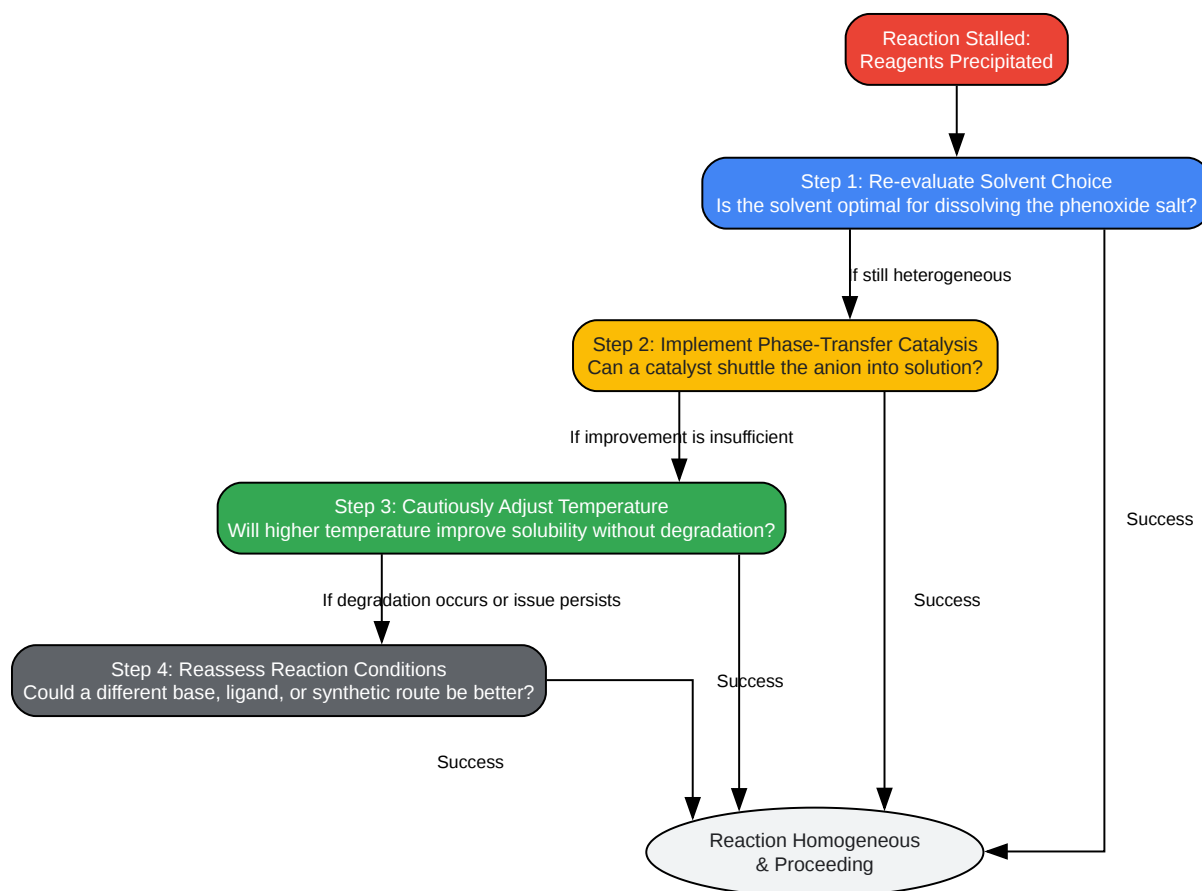 Reaction Stalled:
Reagents Precipitated
Step 1: Re-evaluate Solvent Choice
Is the solvent optimal for dissolving the phenoxide salt?
If still heterogeneous
Step 2: Implement Phase-Transfer Catalysis
Can a catalyst shuttle the anion into solution?
If improvement is insufficient
Step 3: Cautiously Adjust Temperature
Will higher temperature improve solubility without degradation?
Success
If degradation occurs or issue persists
Success
Step 4: Reassess Reaction Conditions
Could a different base, ligand, or synthetic route be better?
Success
Success
Reaction Homogeneous
& Proceeding